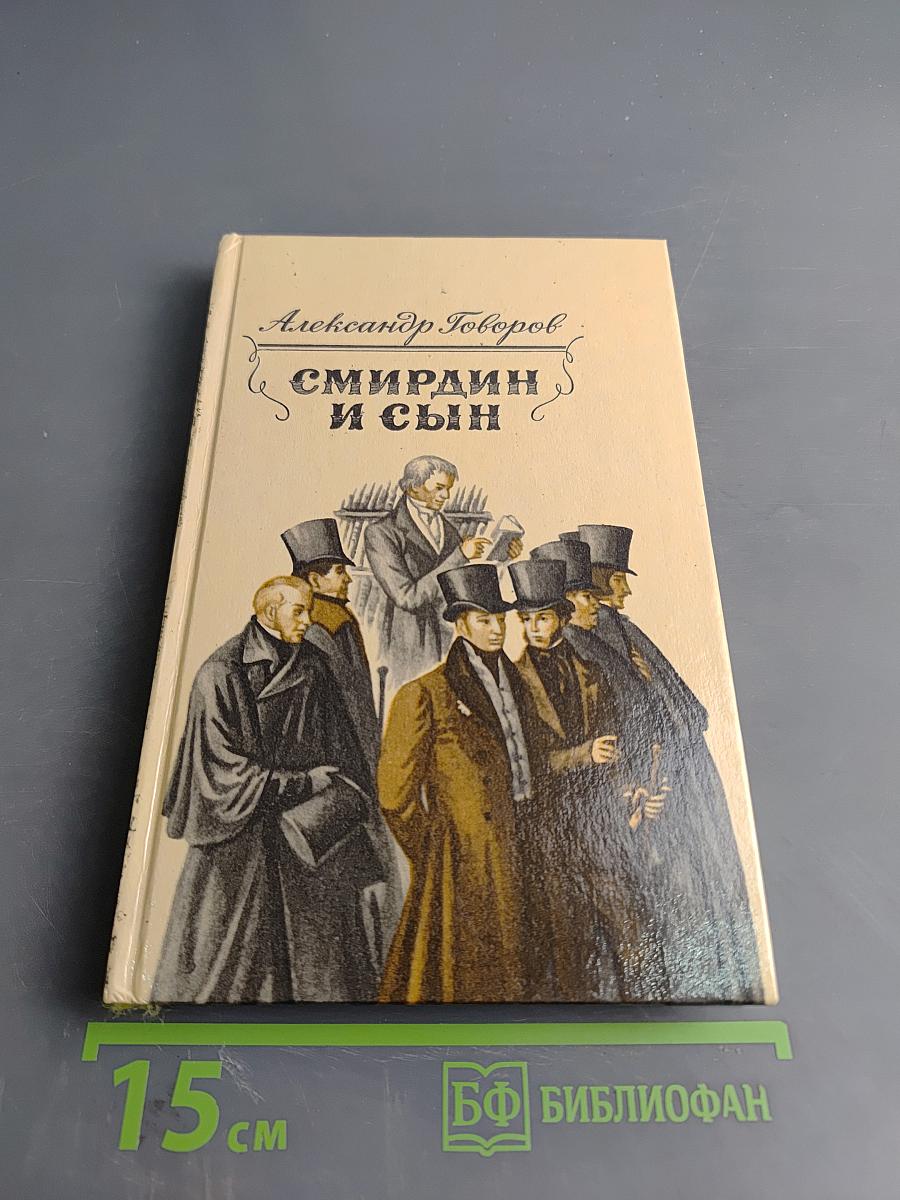 Александр Говоров
СМИРДИН
И СЫН
15 см
БФ БИБЛИОФАН